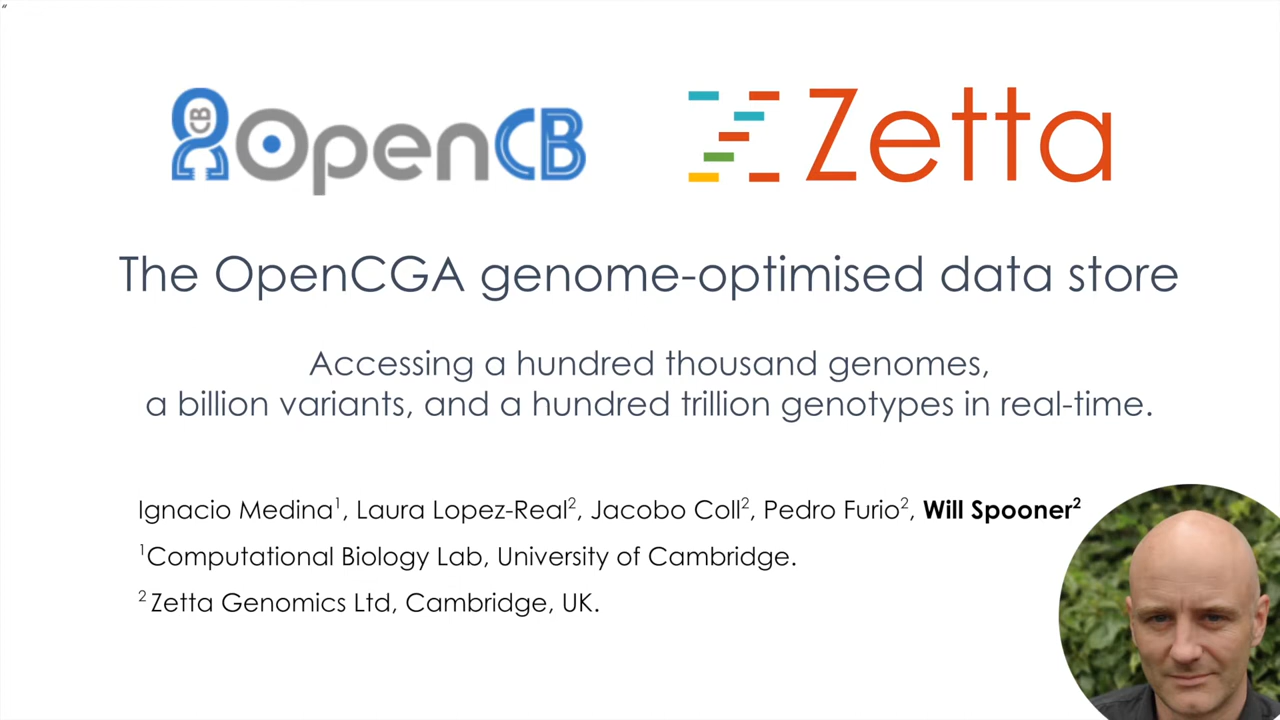 “
CB OpenCB
Zetta
The OpenCGA genome-optimised data store
Accessing a hundred thousand genomes,
a billion variants, and a hundred trillion genotypes in real-time.
Ignacio Medina¹, Laura Lopez-Real², Jacobo Coll², Pedro Furio², Will Spooner²
¹Computational Biology Lab, University of Cambridge.
² Zetta Genomics Ltd, Cambridge, UK.